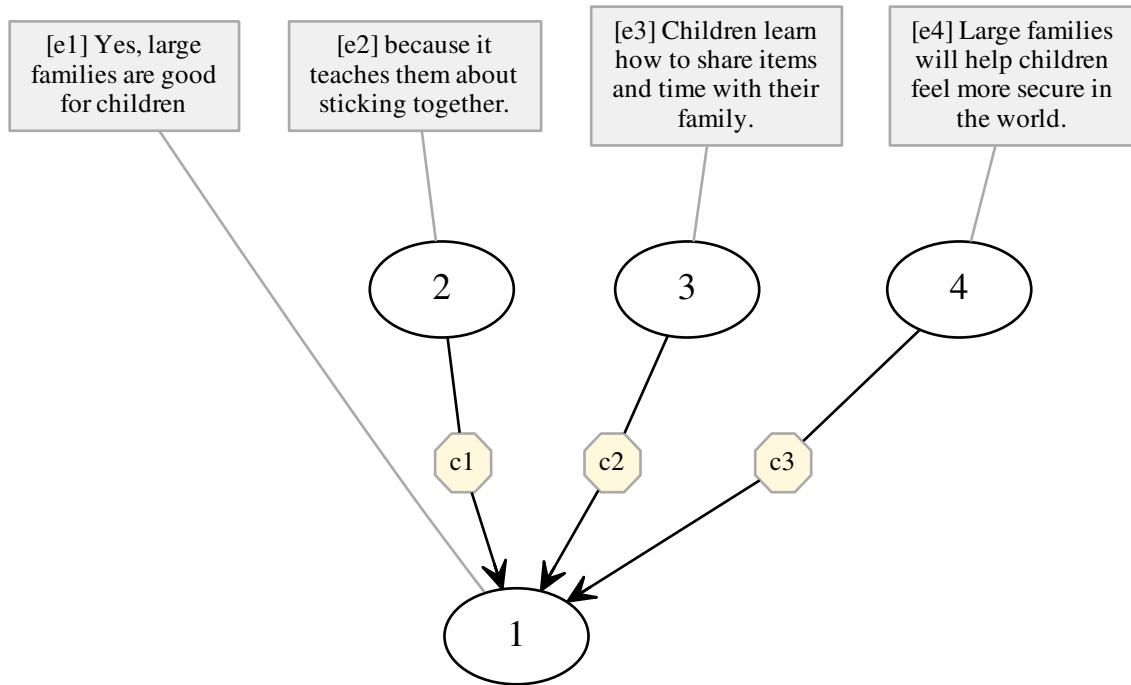 [e1] Yes, large
families are good
for children
[e2] because it
teaches them about
sticking together.
[e3] Children learn
how to share items
and time with their
family.
[e4] Large families
will help children
feel more secure in
the world.
2
3
4
c1
c2
c3
1